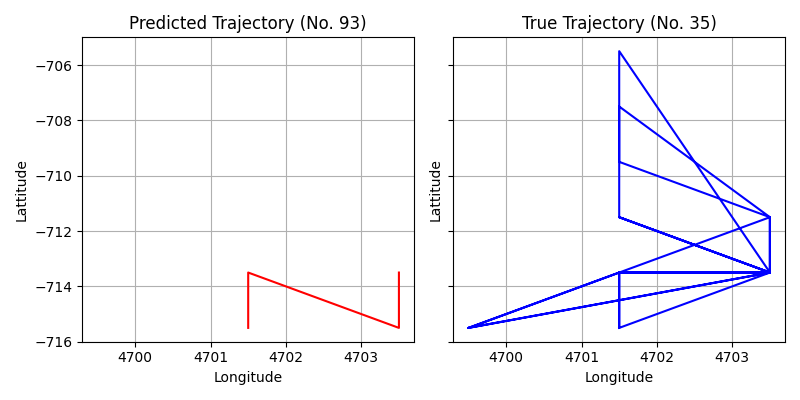 Predicted Trajectory (No. 93)
True Trajectory (No. 35)
−706
−708
−710
−712
−714
−716
Lattitude
Lattitude
4700
4701
4702
4703
4700
4701
4702
4703
Longitude
Longitude